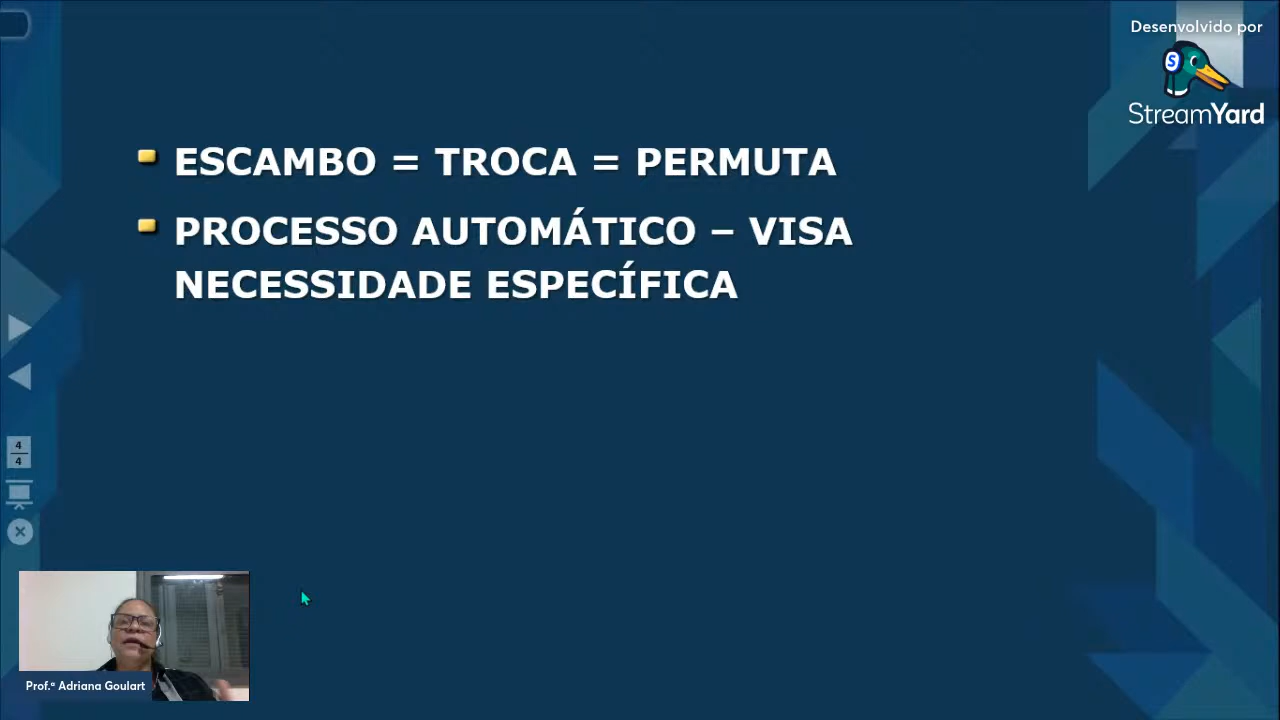 Desenvolvido por
S
StreamYard
ESCAMBO = TROCA = PERMUTA
PROCESSO AUTOMÁTICO – VISA
NECESSIDADE ESPECÍFICA
4
4
Prof.ª Adriana Goulart